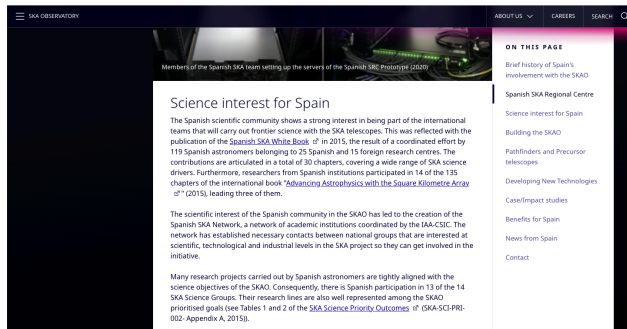 SKA OBSERVATORY
ABOUT US
CAREERS
SEARCH
Members of the Spanish SKA team setting up the servers of the Spanish SRC Prototype (2020)
Science interest for Spain
The Spanish scientific community shows a strong interest in being part of the international
teams that will carry out frontier science with the SKA telescopes. This was reflected with the
publication of the Spanish SKA White Book in 2015, the result of a coordinated effort by
119 Spanish astronomers belonging to 25 Spanish and 15 foreign research centres. The
contributions are articulated in a total of 30 chapters, covering a wide range of SKA science
drivers. Furthermore, researchers from Spanish institutions participated in 14 of the 135
chapters of the international book "Advancing Astrophysics with the Square Kilometre Array
" (2015), leading three of them.
The scientific interest of the Spanish community in the SKAO has led to the creation of the
Spanish SKA Network, a network of academic institutions coordinated by the IAA-CSIC. The
network has established necessary contacts between national groups that are interested at
scientific, technological and industrial levels in the SKA project so they can get involved in the
initiative.
Many research projects carried out by Spanish astronomers are tightly aligned with the
science objectives of the SKAO. Consequently, there is Spanish participation in 13 of the 14
SKA Science Groups. Their research lines are also well represented among the SKAO
prioritised goals (see Tables 1 and 2 of the SKA Science Priority Outcomes (SKA-SCI-PRI-
002- Appendix A, 2015)).
ON THIS PAGE
Brief history of Spain's
involvement with the SKAO
Spanish SKA Regional Centre
Science interest for Spain
Building the SKAO
Pathfinders and Precursor
telescopes
Developing New Technologies
Case/Impact studies
Benefits for Spain
News from Spain
Contact